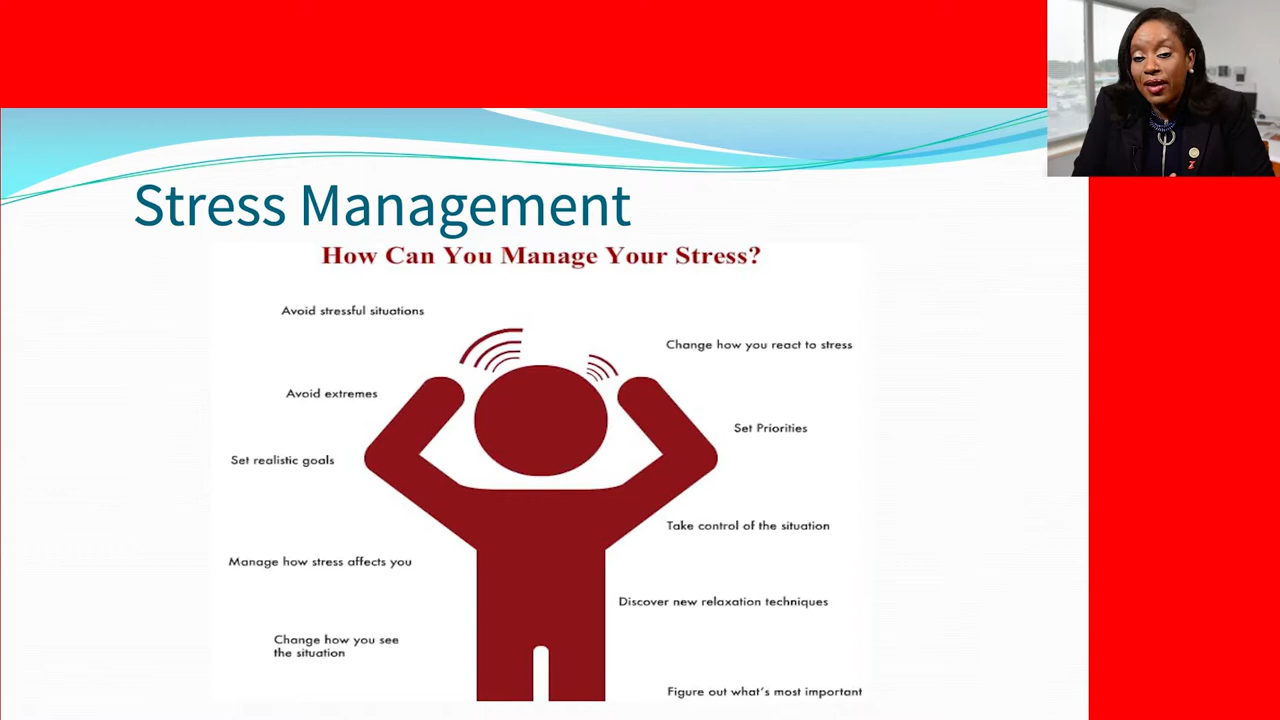 Stress Management
How Can You Manage Your Stress?
Avoid stressful situations
Change how you react to stress
Avoid extremes
Set Priorities
Set realistic goals
Take control of the situation
Manage how stress affects you
Discover new relaxation techniques
Change how you see
the situation
Figure out what's most important